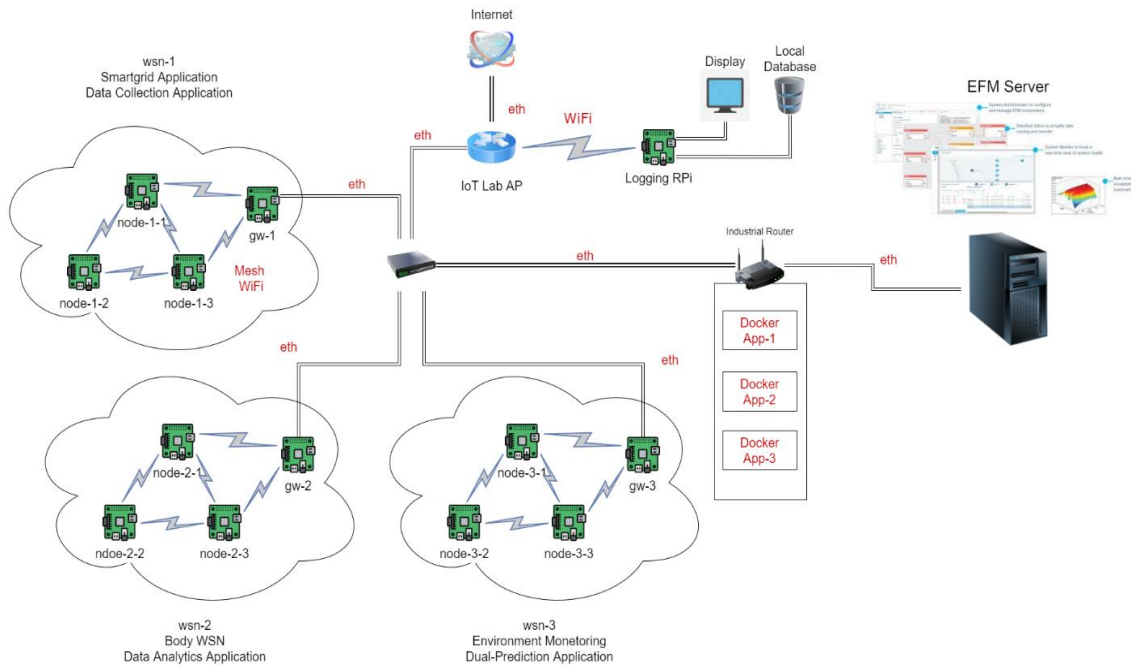 Internet
wsn-1
Smartgrid Application
Data Collection Application
Display
Local
Database
EFM Server
eth
WiFi
eth
IoT Lab AP
Logging RPi
eth
node-1-1
gw-1
Mesh
WiFi
node-1-2
node-1-3
Industrial Router
eth
eth
Docker
App-1
Docker
App-2
Docker
App-3
eth
eth
node-2-1
gw-2
ndoe-2-2
node-2-3
node-3-1
gw-3
node-3-2
node-3-3
wsn-2
Body WSN
Data Analytics Application
wsn-3
Environment Monetoring
Dual-Prediction Application